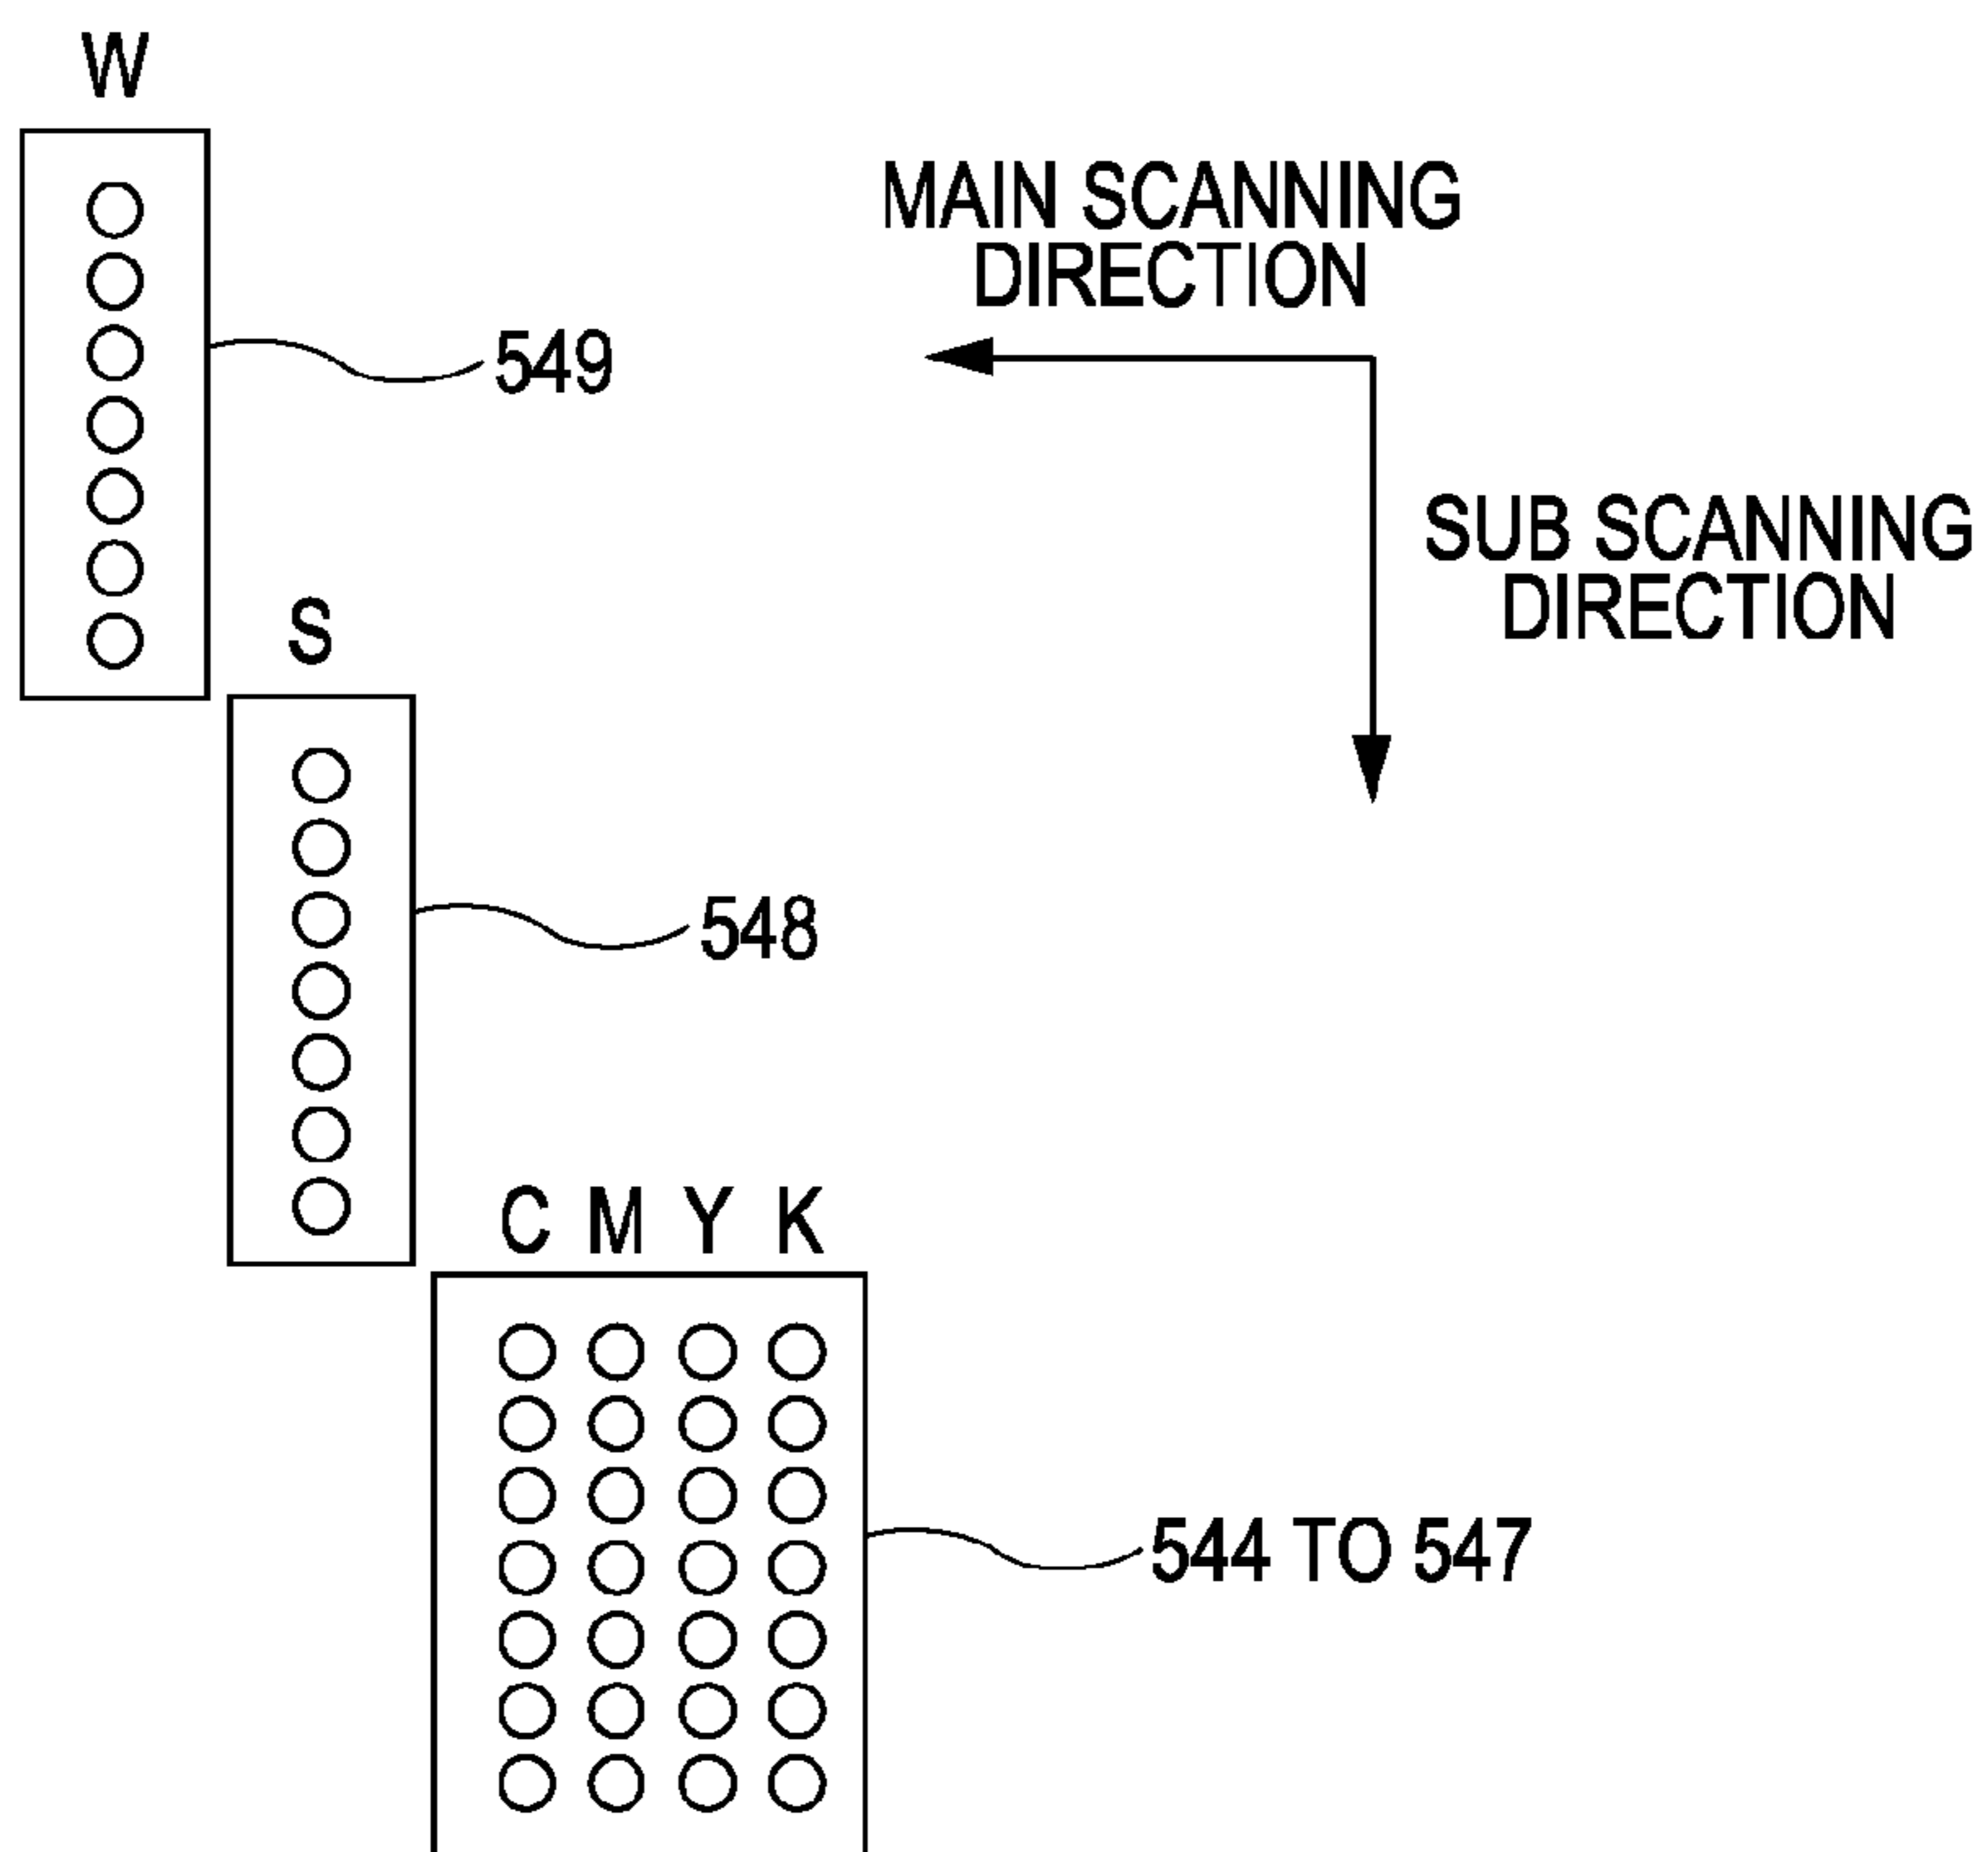 W
MAIN SCANNING
DIRECTION
549
SUB SCANNING
DIRECTION
S
548
C M Y K
544 TO 547